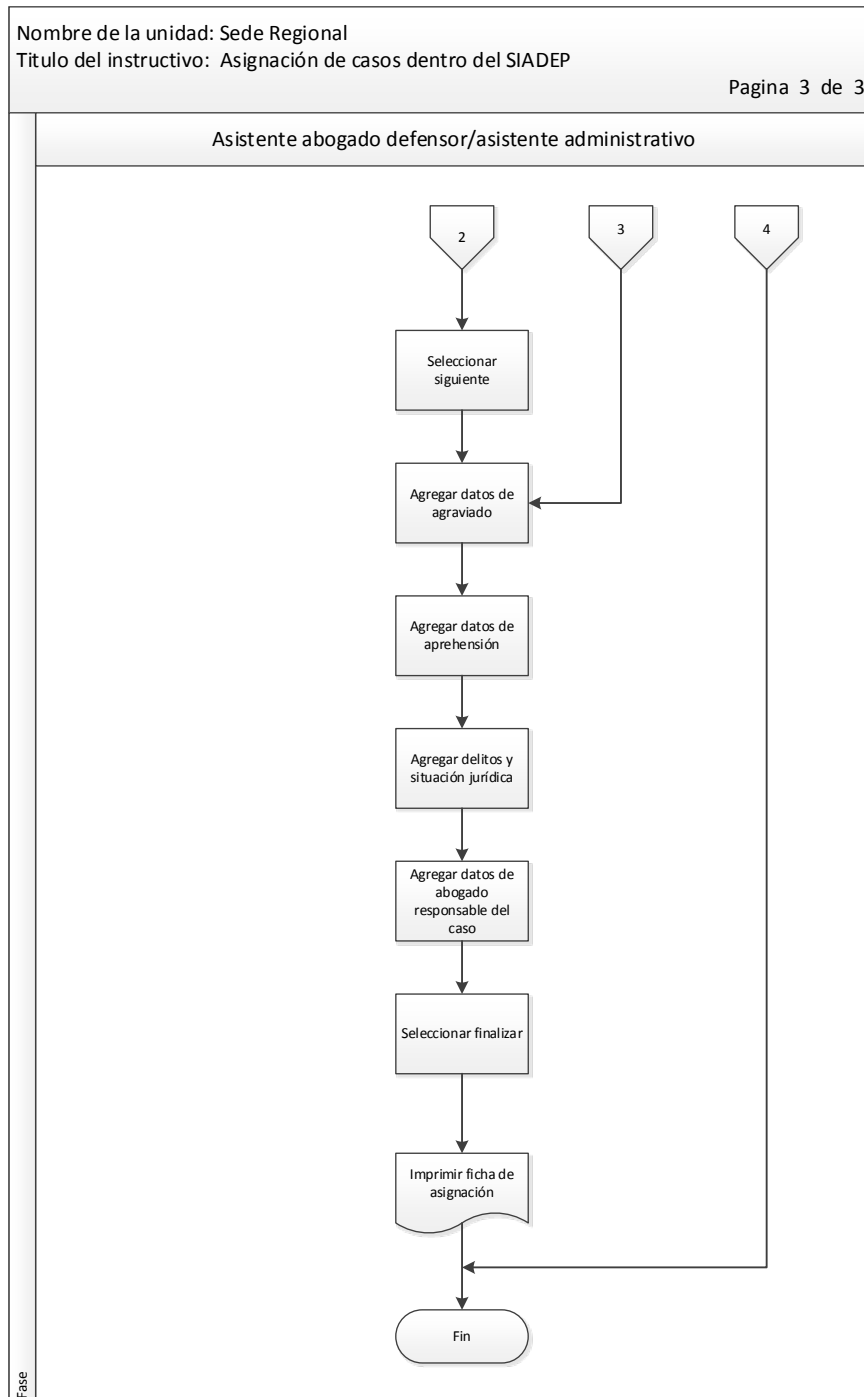 Nombre de la unidad: Sede Regional
Titulo del instructivo: Asignación de casos dentro del SIADEP
Pagina 3 de 3
Asistente abogado defensor/asistente administrativo
2
3
4
Seleccionar
siguiente
Agregar datos de
agraviado
Agregar datos de
aprehensión
Agregar delitos y
situación jurídica
Agregar datos de
abogado
responsable del
caso
Seleccionar finalizar
Imprimir ficha de
asignación
Fin
Fase